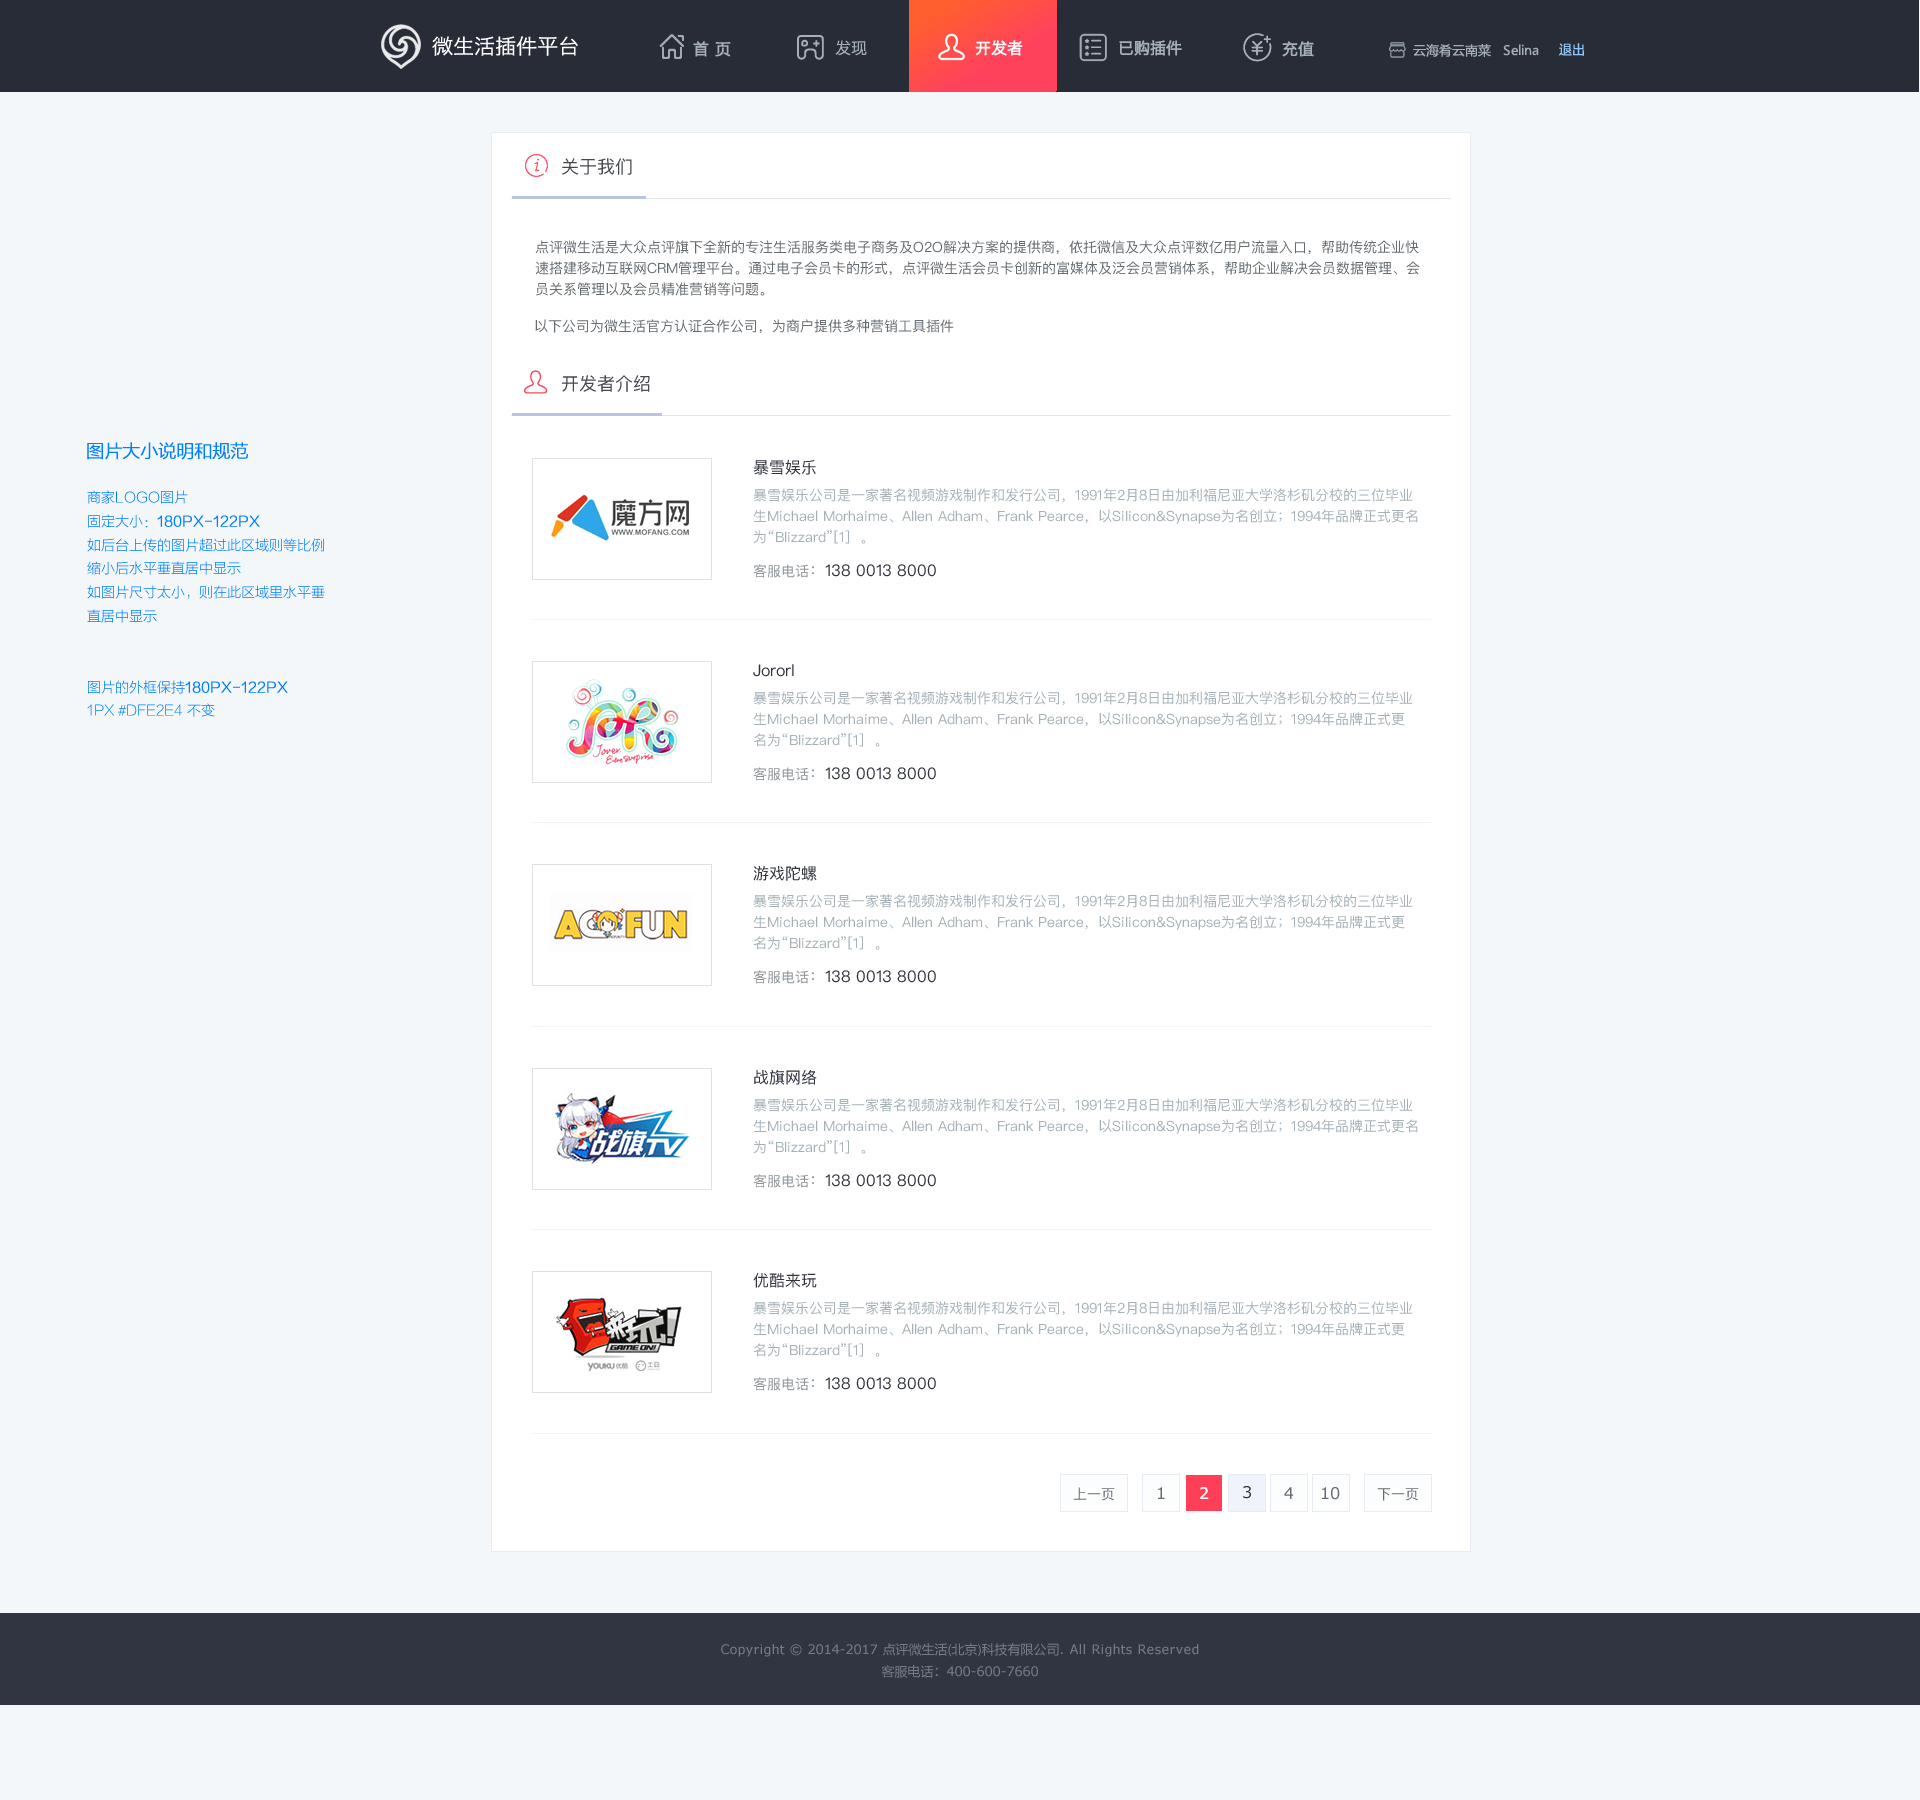 微生活插件平台
首 页
发现
开发者
已购插件
充值
云海肴云南菜 Selina 退出
关于我们
点评微生活是大众点评旗下全新的专注生活服务类电子商务及O2O解决方案的提供商，依托微信及大众点评数亿用户流量入口，帮助传统企业快
速搭建移动互联网CRM管理平台。通过电子会员卡的形式，点评微生活会员卡创新的富媒体及泛会员营销体系，帮助企业解决会员数据管理、会
员关系管理以及会员精准营销等问题。
以下公司为微生活官方认证合作公司，为商户提供多种营销工具插件
开发者介绍
图片大小说明和规范
商家LOGO图片
固定大小：180PX-122PX
如后台上传的图片超过此区域则等比例
缩小后水平垂直居中显示
如图片尺寸太小，则在此区域里水平垂
直居中显示
图片的外框保持180PX-122PX
1PX #DFE2E4 不变
魔方网
WWW.MOFANG.COM
暴雪娱乐
暴雪娱乐公司是一家著名视频游戏制作和发行公司，1991年2月8日由加利福尼亚大学洛杉矶分校的三位毕业
生Michael Morhaime、Allen Adham、Frank Pearce，以Silicon&Synapse为名创立；1994年品牌正式更名
为“Blizzard”[1] 。
客服电话： 138 0013 8000
JOR
Jover
Extra Surprise
Jororl
暴雪娱乐公司是一家著名视频游戏制作和发行公司，1991年2月8日由加利福尼亚大学洛杉矶分校的三位毕业
生Michael Morhaime、Allen Adham、Frank Pearce，以Silicon&Synapse为名创立；1994年品牌正式更
名为“Blizzard”[1] 。
客服电话： 138 0013 8000
ACFUN
游戏陀螺
暴雪娱乐公司是一家著名视频游戏制作和发行公司，1991年2月8日由加利福尼亚大学洛杉矶分校的三位毕业
生Michael Morhaime、Allen Adham、Frank Pearce，以Silicon&Synapse为名创立；1994年品牌正式更
名为“Blizzard”[1] 。
客服电话： 138 0013 8000
战旗TV
战旗网络
暴雪娱乐公司是一家著名视频游戏制作和发行公司，1991年2月8日由加利福尼亚大学洛杉矶分校的三位毕业
生Michael Morhaime、Allen Adham、Frank Pearce，以Silicon&Synapse为名创立；1994年品牌正式更名
为“Blizzard”[1] 。
客服电话： 138 0013 8000
来玩!
GAME ON!
YOUKU优酷
优酷来玩
暴雪娱乐公司是一家著名视频游戏制作和发行公司，1991年2月8日由加利福尼亚大学洛杉矶分校的三位毕业
生Michael Morhaime、Allen Adham、Frank Pearce，以Silicon&Synapse为名创立；1994年品牌正式更
名为“Blizzard”[1] 。
客服电话： 138 0013 8000
上一页 1 2 3 4 10 下一页
Copyright © 2014-2017 点评微生活(北京)科技有限公司. All Rights Reserved
客服电话：400-600-7660